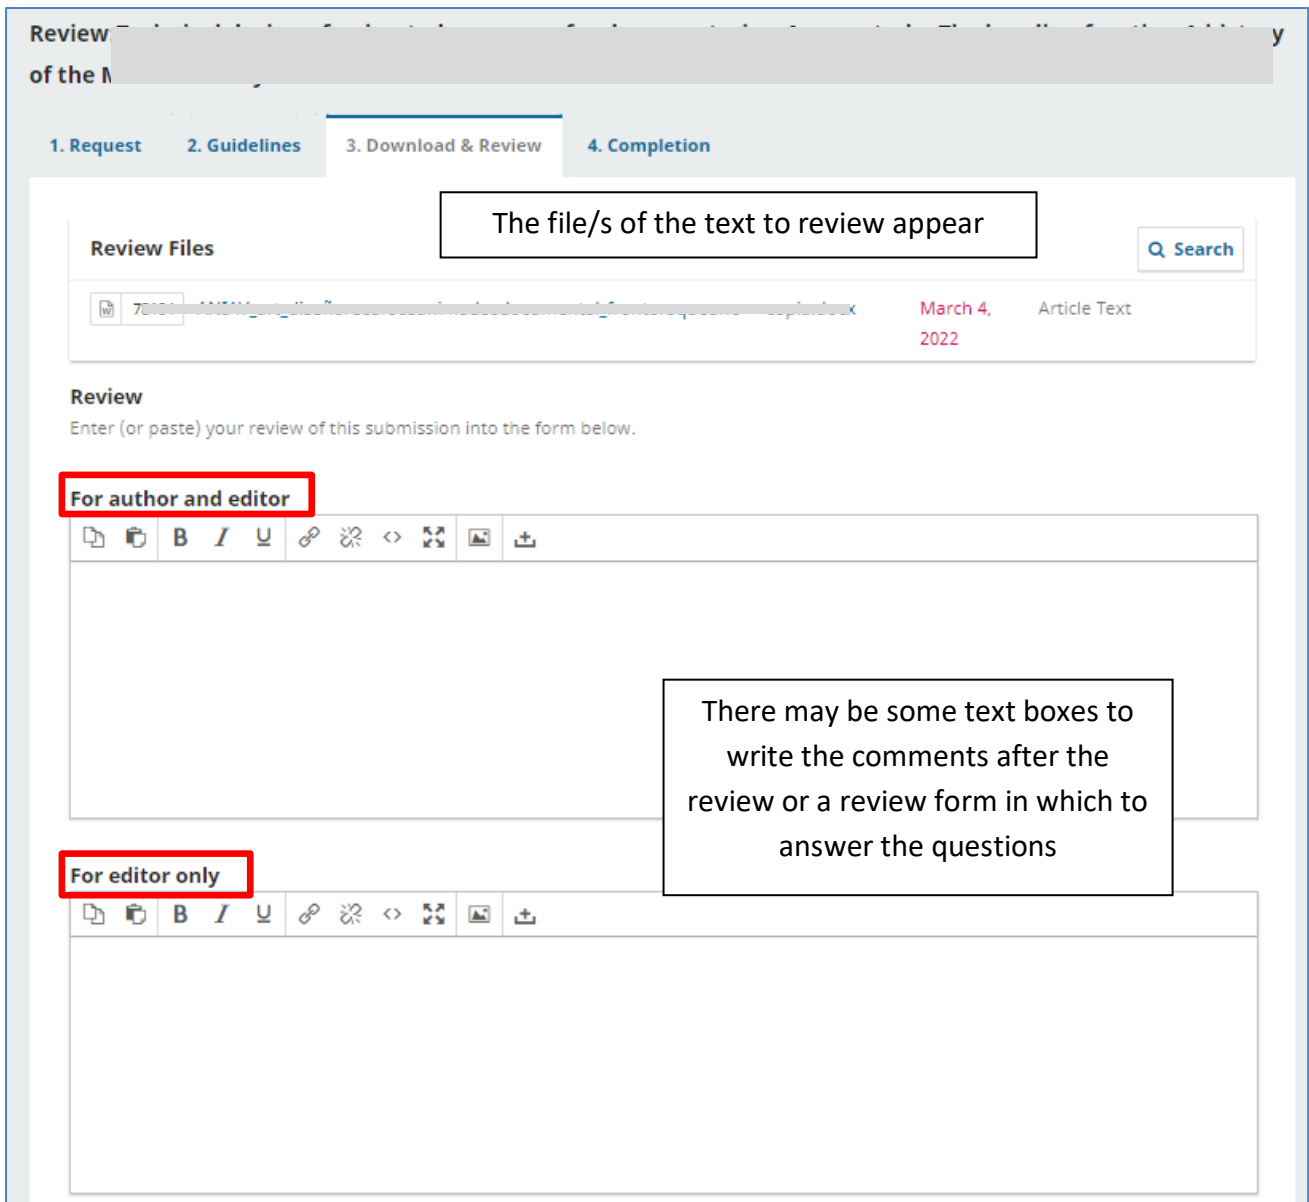 Review:
of the
1. Request 2. Guidelines 3. Download & Review 4. Completion
The file/s of the text to review appear
Review Files
Search
March 4, 2022
Article Text
Review
Enter (or paste) your review of this submission into the form below.
For author and editor
B I U
There may be some text boxes to
write the comments after the
review or a review form in which to
answer the questions
For editor only
B I U